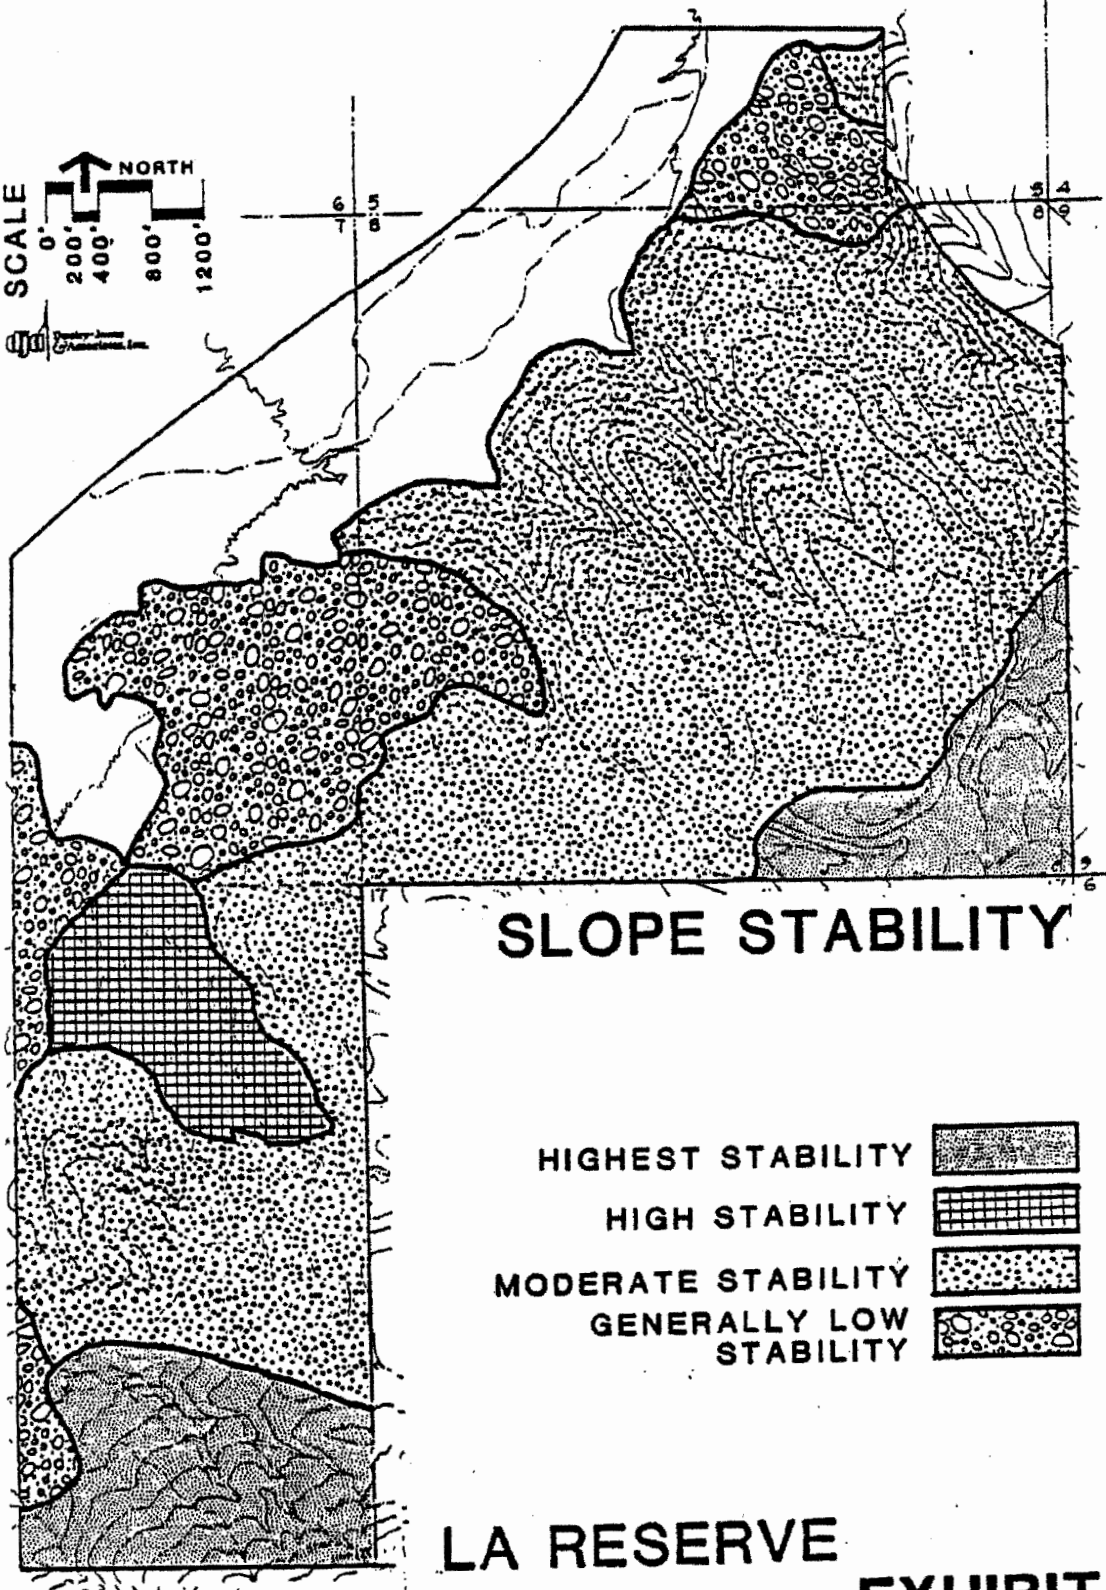 NORTH
SCALE
0'
200'
400'
800'
1200'
6 5
7 8
5 4
8 9
SLOPE STABILITY
HIGHEST STABILITY
HIGH STABILITY
MODERATE STABILITY
GENERALLY LOW
STABILITY
LA RESERVE
EXHIBIT